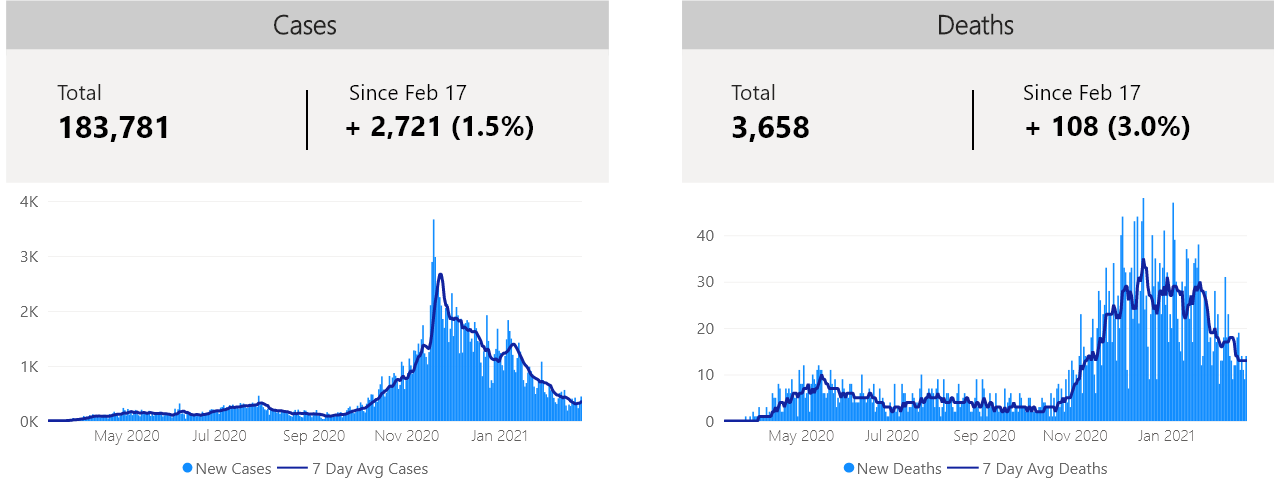 Cases
Total
183,781
Since Feb 17
+ 2,721 (1.5%)
4K
3K
2K
1K
0K
May 2020 Jul 2020 Sep 2020 Nov 2020 Jan 2021
New Cases 7 Day Avg Cases
Deaths
Total
3,658
Since Feb 17
+ 108 (3.0%)
40
30
20
10
0
May 2020 Jul 2020 Sep 2020 Nov 2020 Jan 2021
New Deaths 7 Day Avg Deaths